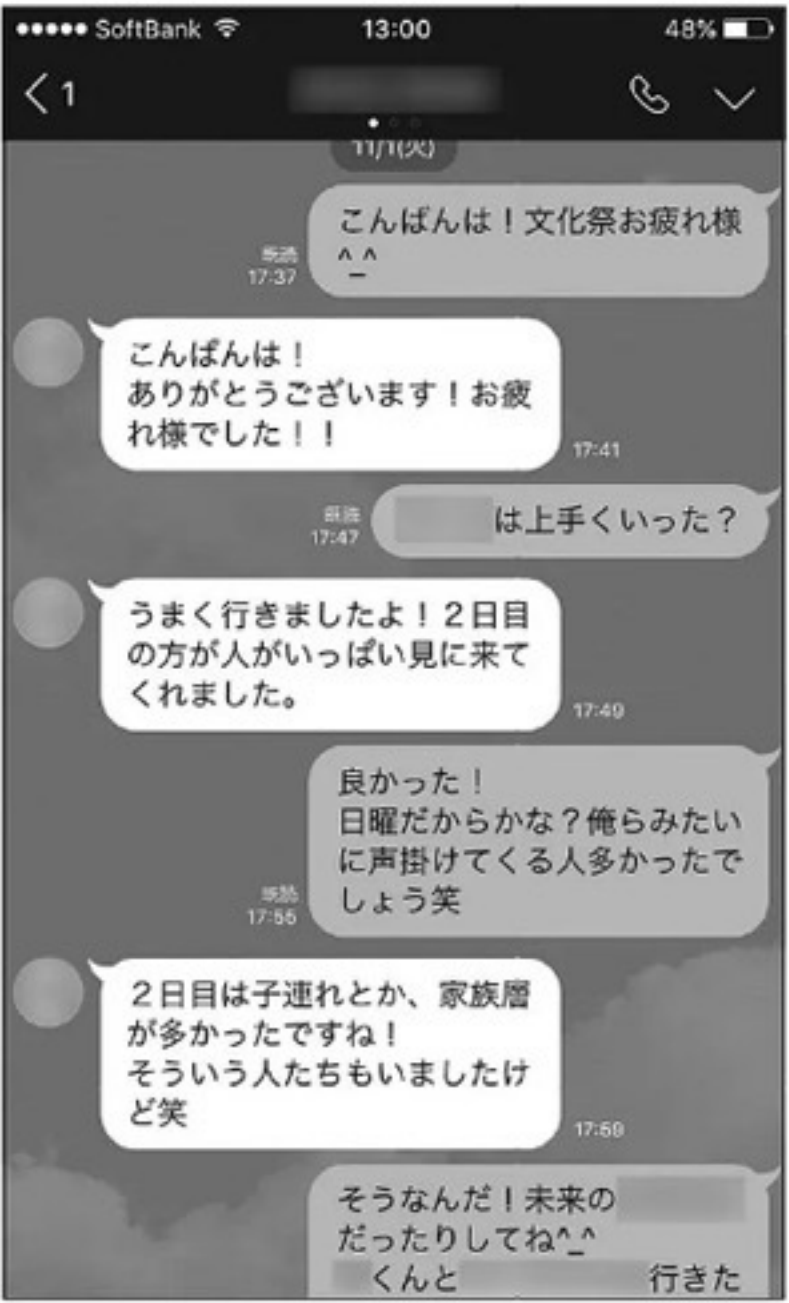 SoftBank 13:00 48%
1
11/1(火)
こんばんは！文化祭お疲れ様
^_^
既読
17:37
こんばんは！
ありがとうございます！お疲
れ様でした！！
17:41
既読
17:47
は上手くいった？
うまく行きましたよ！２日目
の方が人がいっぱい見に来て
くれました。
17:49
良かった！
日曜だからかな？俺らみたい
に声掛けてくる人多かったで
しょう笑
既読
17:55
２日目は子連れとか、家族層
が多かったですね！
そういう人たちもいましたけ
ど笑
17:59
そうなんだ！未来の
だったりしてね^_^
くんと 行きた